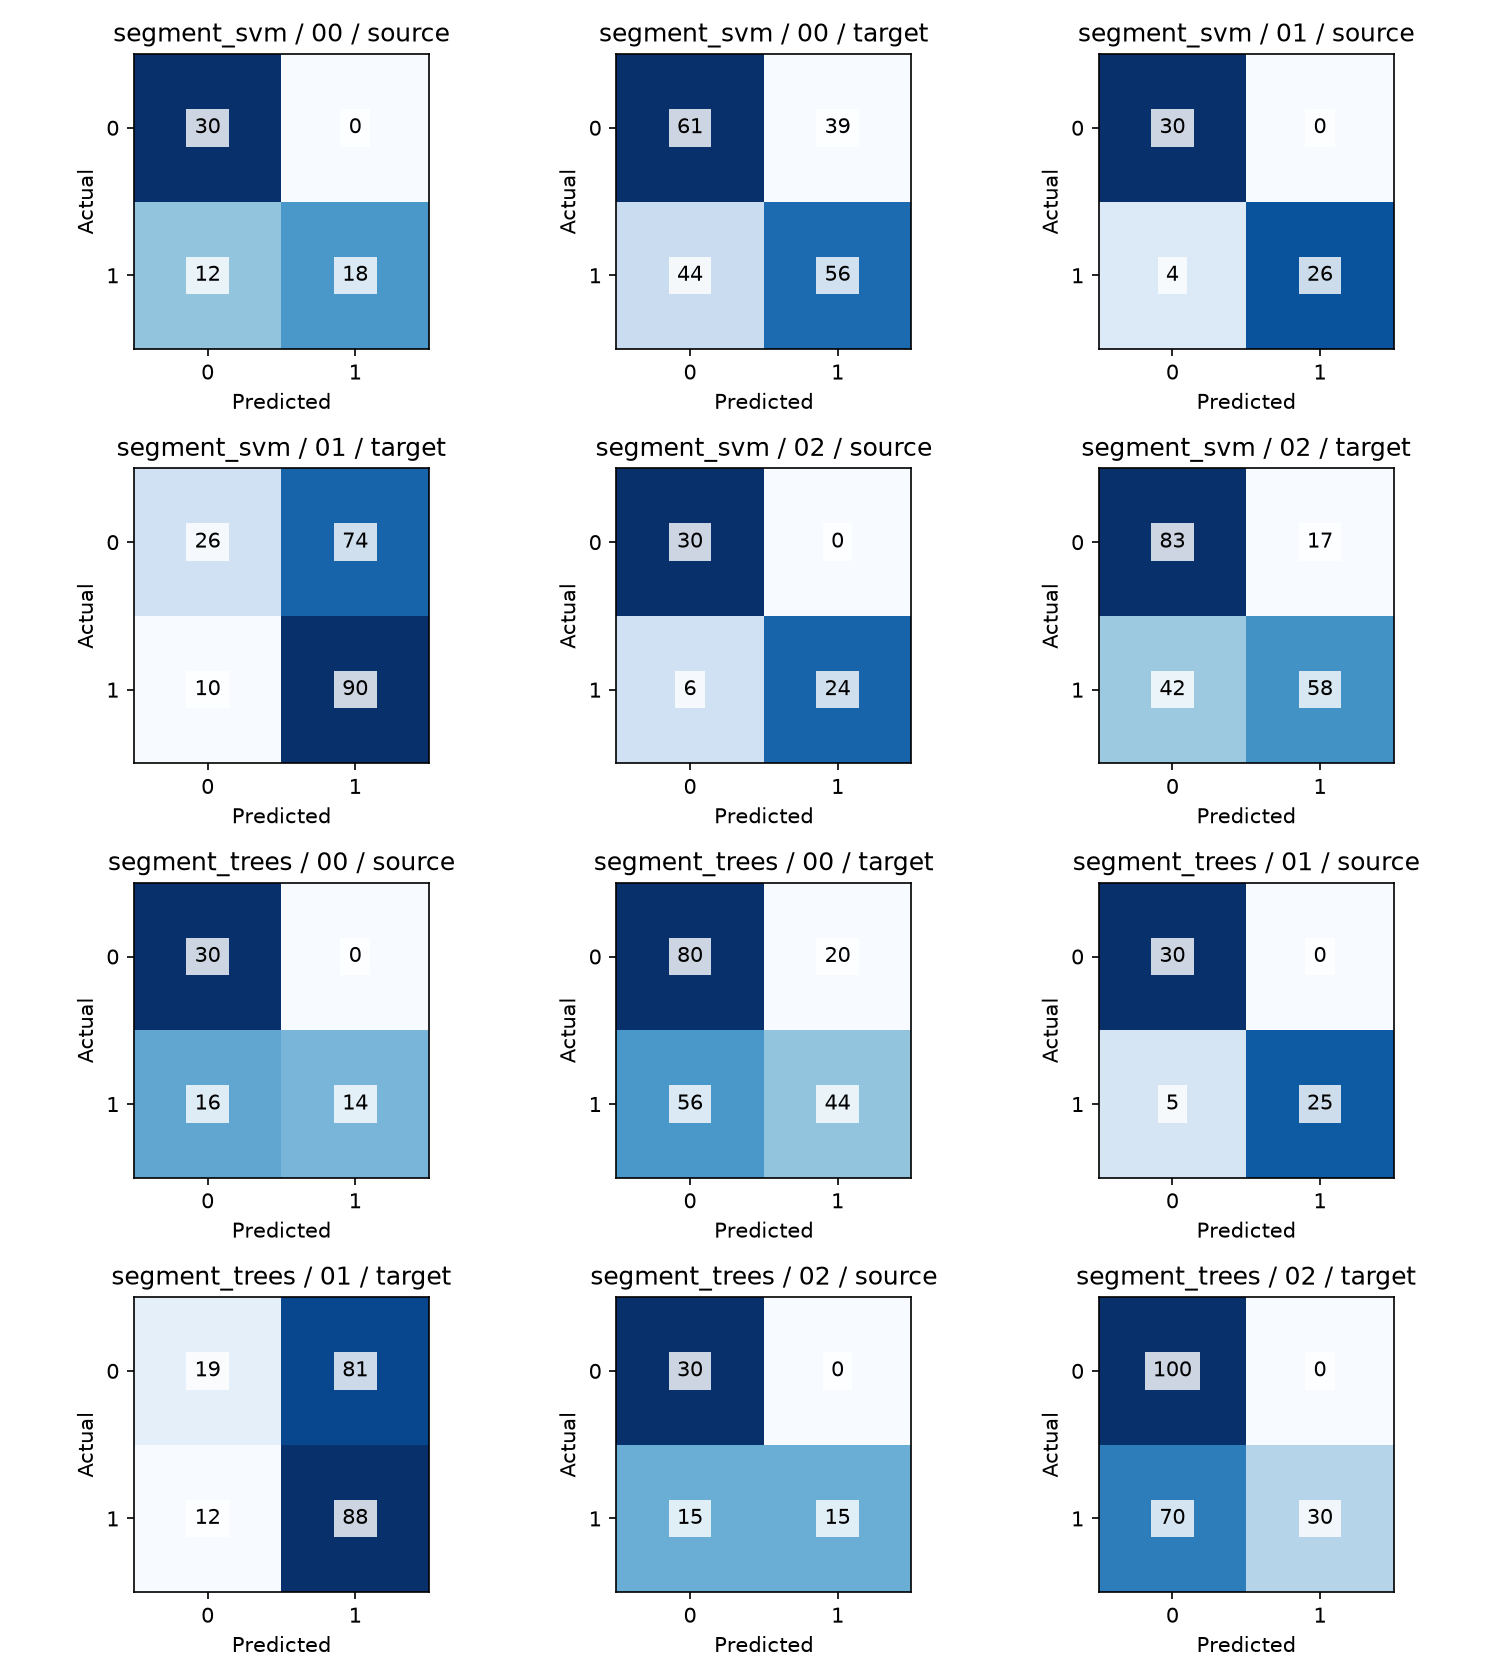 segment_svm / 00 / source
segment_svm / 00 / target
segment_svm / 01 / source
0 30 0
0 61 39
0 30 0
Actual
Actual
Actual
1 12 18
1 44 56
1 4 26
0 1
0 1
0 1
Predicted
Predicted
Predicted
segment_svm / 01 / target
segment_svm / 02 / source
segment_svm / 02 / target
0 26 74
0 30 0
0 83 17
Actual
Actual
Actual
1 10 90
1 6 24
1 42 58
0 1
0 1
0 1
Predicted
Predicted
Predicted
segment_trees / 00 / source
segment_trees / 00 / target
segment_trees / 01 / source
0 30 0
0 80 20
0 30 0
Actual
Actual
Actual
1 16 14
1 56 44
1 5 25
0 1
0 1
0 1
Predicted
Predicted
Predicted
segment_trees / 01 / target
segment_trees / 02 / source
segment_trees / 02 / target
0 19 81
0 30 0
0 100 0
Actual
Actual
Actual
1 12 88
1 15 15
1 70 30
0 1
0 1
0 1
Predicted
Predicted
Predicted